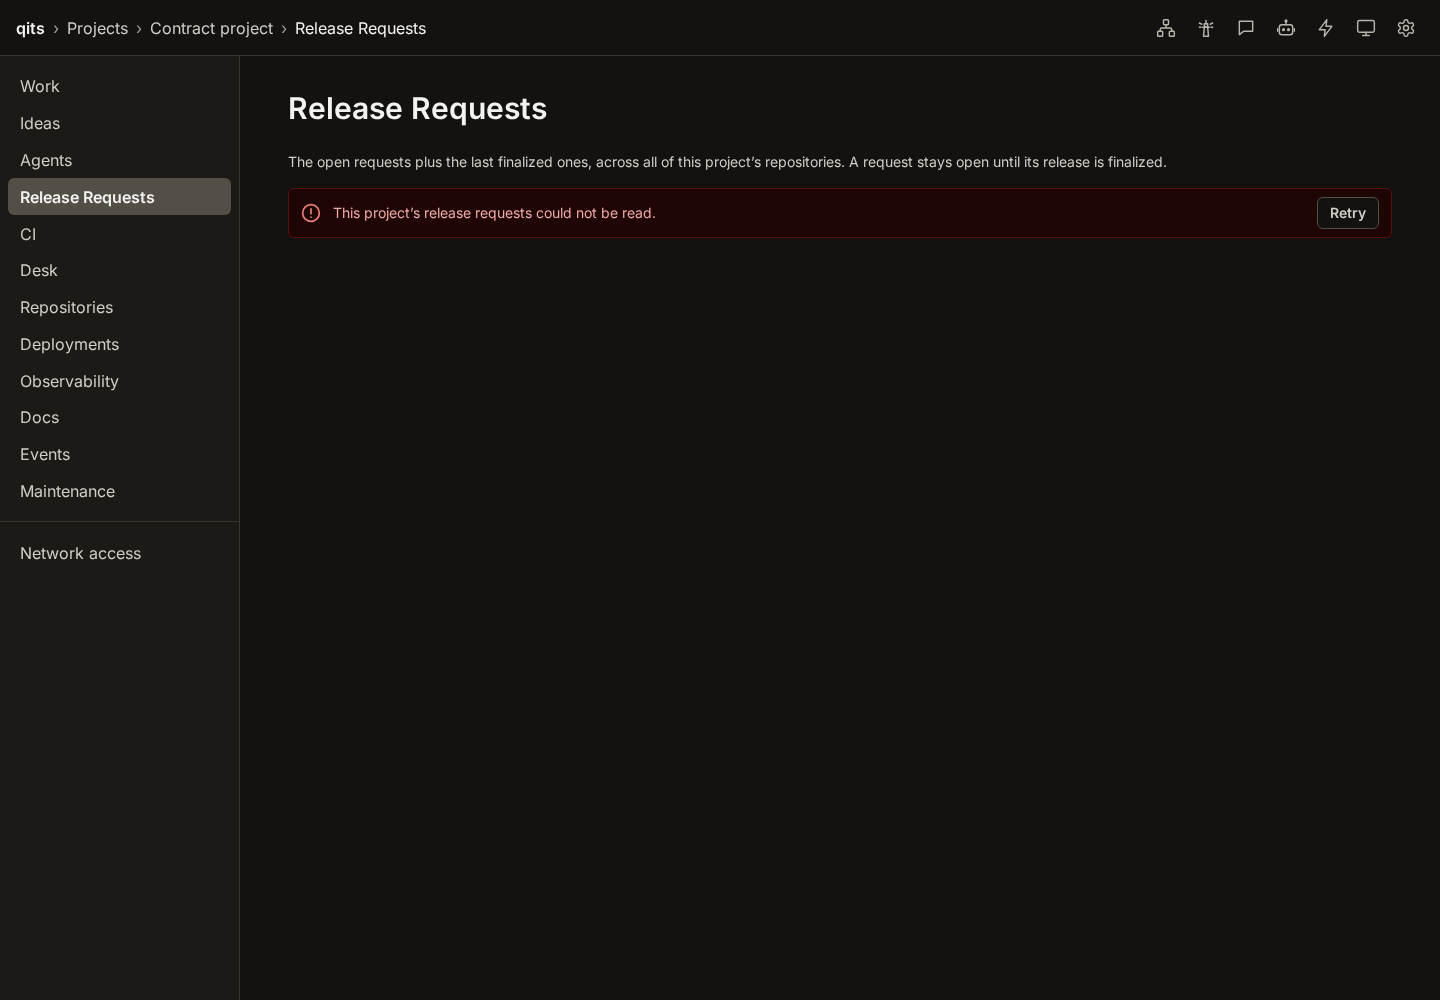 qits › Projects › Contract project › Release Requests
Work
Ideas
Agents
Release Requests
CI
Desk
Repositories
Deployments
Observability
Docs
Events
Maintenance
Network access
Release Requests
The open requests plus the last finalized ones, across all of this project’s repositories. A request stays open until its release is finalized.
This project’s release requests could not be read.
Retry